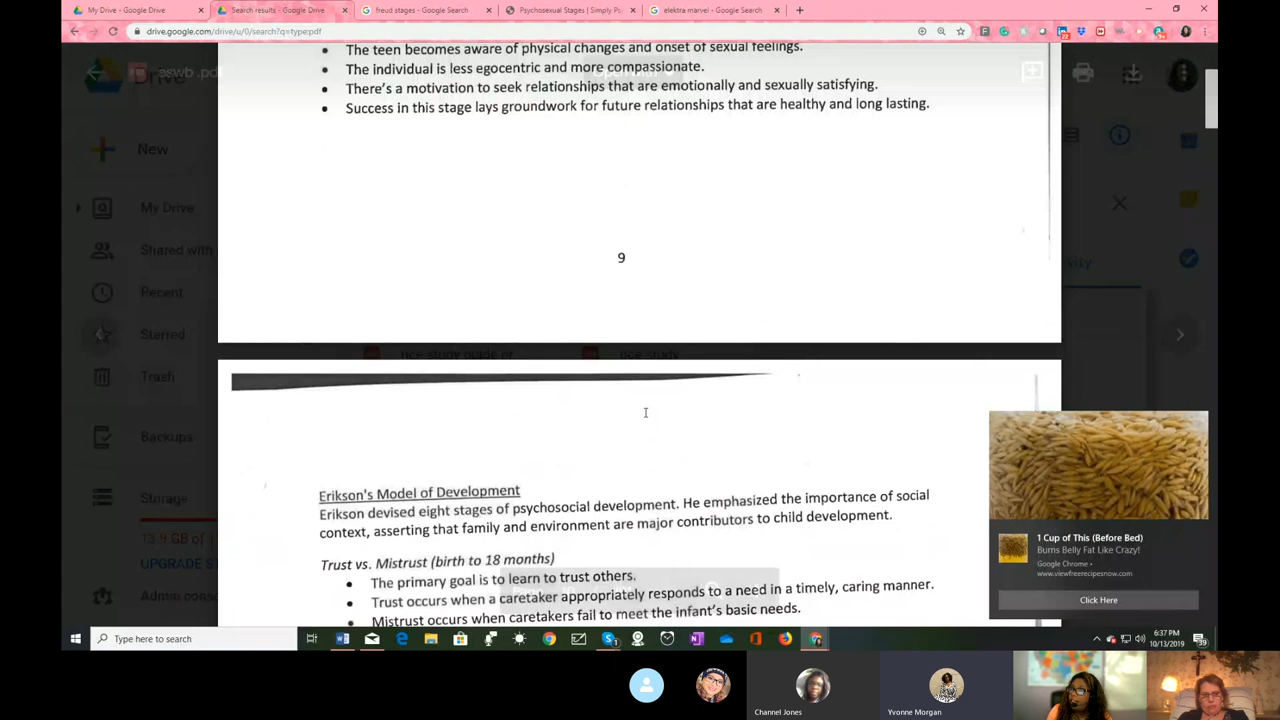 My Drive - Google Drive
Search results - Google Drive
freud stages - Google Search
Psychosexual Stages | Simply Ps
elektra marvel - Google Search
drive.google.com/drive/u/0/search?q=type:pdf
The teen becomes aware of physical changes and onset of sexual feelings.
The individual is less egocentric and more compassionate.
There's a motivation to seek relationships that are emotionally and sexually satisfying.
Success in this stage lays groundwork for future relationships that are healthy and long lasting.
Drive
New
My Drive
Shared with
Recent
Starred
Trash
Backups
Storage
13.9 GB of
UPGRADE
Admin
9
Erikson's Model of Development
Erikson devised eight stages of psychosocial development. He emphasized the importance of social
context, asserting that family and environment are major contributors to child development.
Trust vs. Mistrust (birth to 18 months)
The primary goal is to learn to trust others.
Trust occurs when a caretaker appropriately responds to a need in a timely, caring manner.
Mistrust occurs when caretakers fail to meet the infant's basic needs.
1 Cup of This (Before Bed)
Burns Belly Fat Like Crazy!
Google Chrome •
www.viewfreerecipesnow.com
Click Here
Type here to search
6:37 PM
10/13/2019
39
Channel Jones
Yvonne Morgan